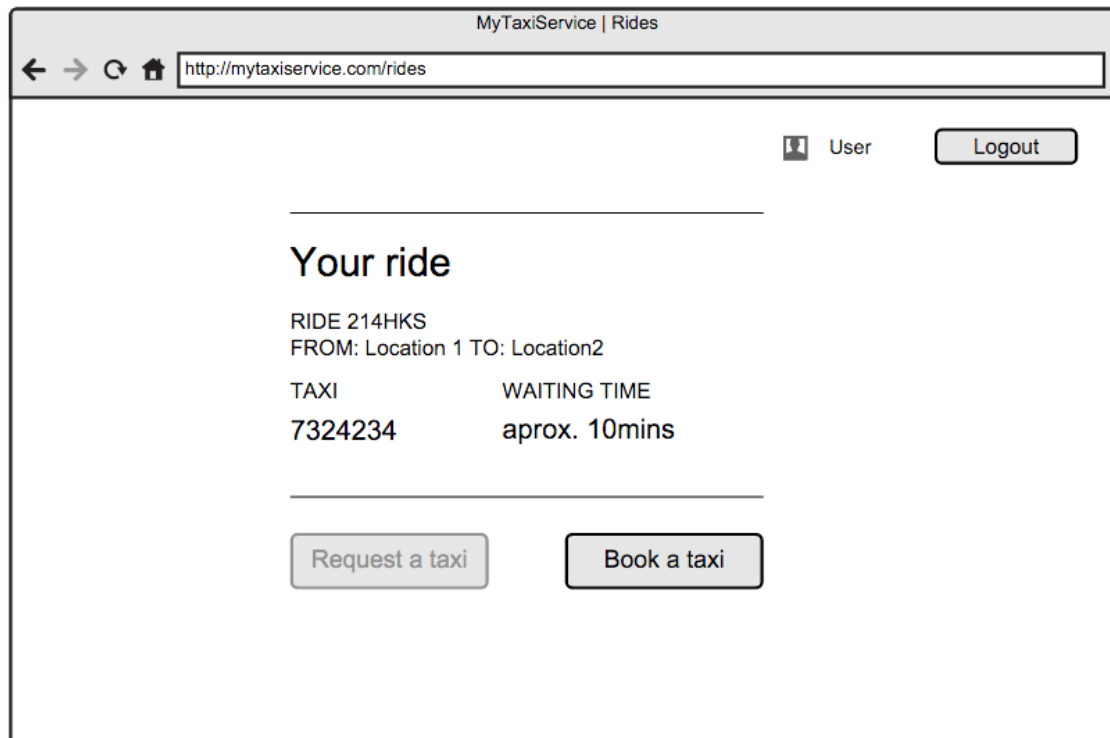 MyTaxiService | Rides
http://mytaxiservice.com/rides
User
Logout
Your ride
RIDE 214HKS
FROM: Location 1 TO: Location2
TAXI WAITING TIME
7324234 aprox. 10mins
Request a taxi Book a taxi